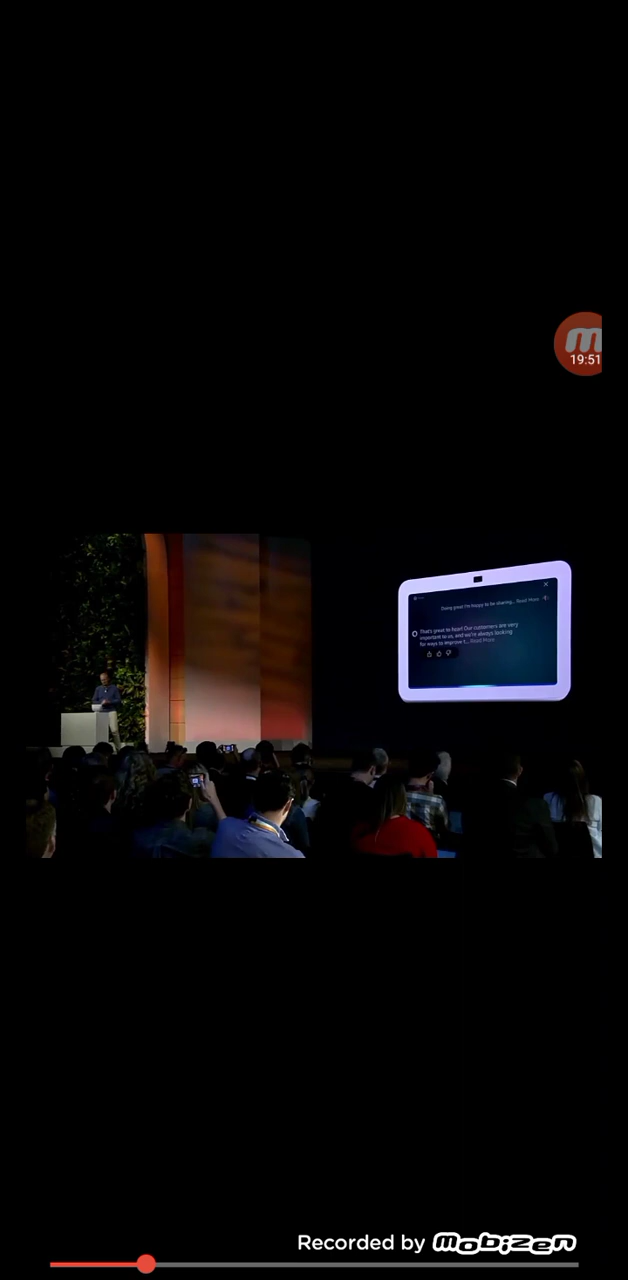 m
19:51
Doing great I'm happy to be sharing... Read More
That's great to hear! Our customers are very
important to us, and we're always looking
for ways to improve t... Read More
Recorded by mobizen